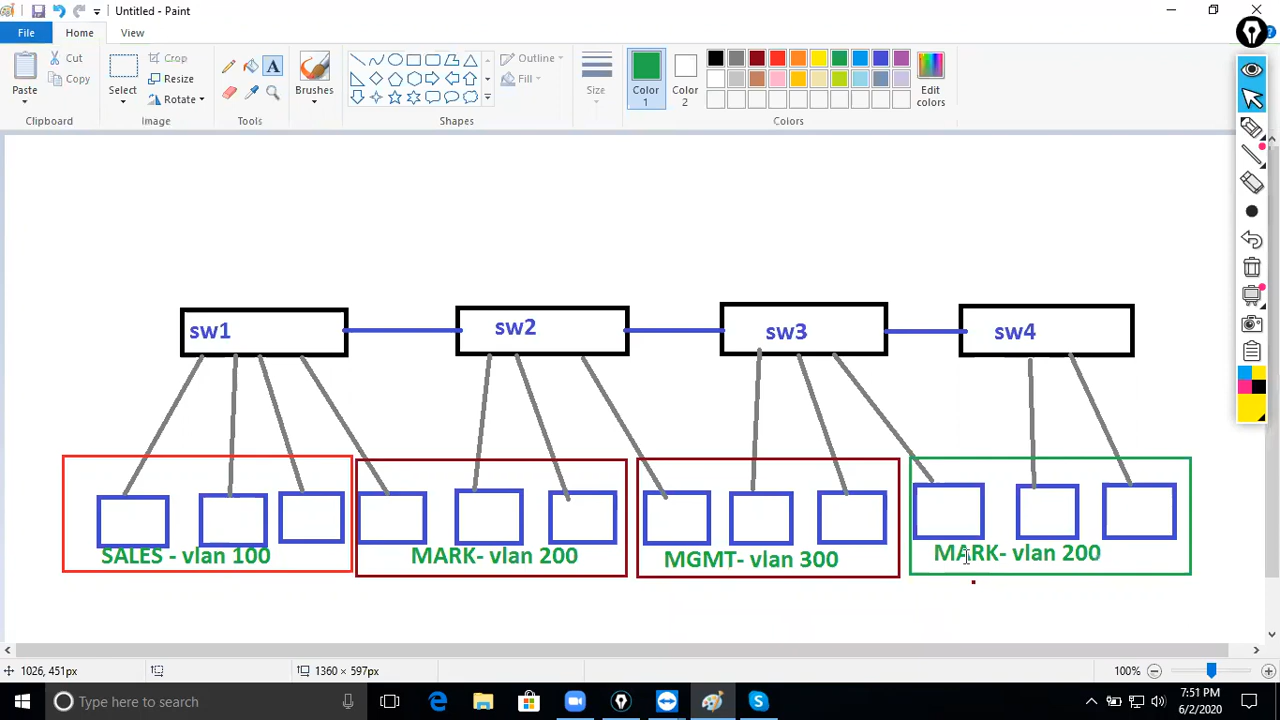 Untitled - Paint
File
Home
View
Paste
Cut
Copy
Clipboard
Select
Crop
Resize
Rotate
Image
A
Tools
Brushes
Outline
Fill
Shapes
Size
Color 1
Color 2
Edit colors
Colors
sw1
sw2
sw3
sw4
SALES - vlan 100
MARK- vlan 200
MGMT- vlan 300
MARK- vlan 200
1026, 451px
1360 × 597px
100%
Type here to search
7:51 PM
6/2/2020